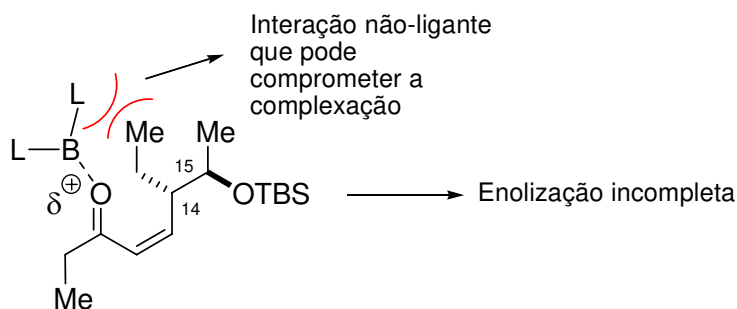 Interação não-ligante
que pode
comprometer a
complexação
L
L B
Me Me
15
δ⊕ O OTBS
14
Enolização incompleta
Me